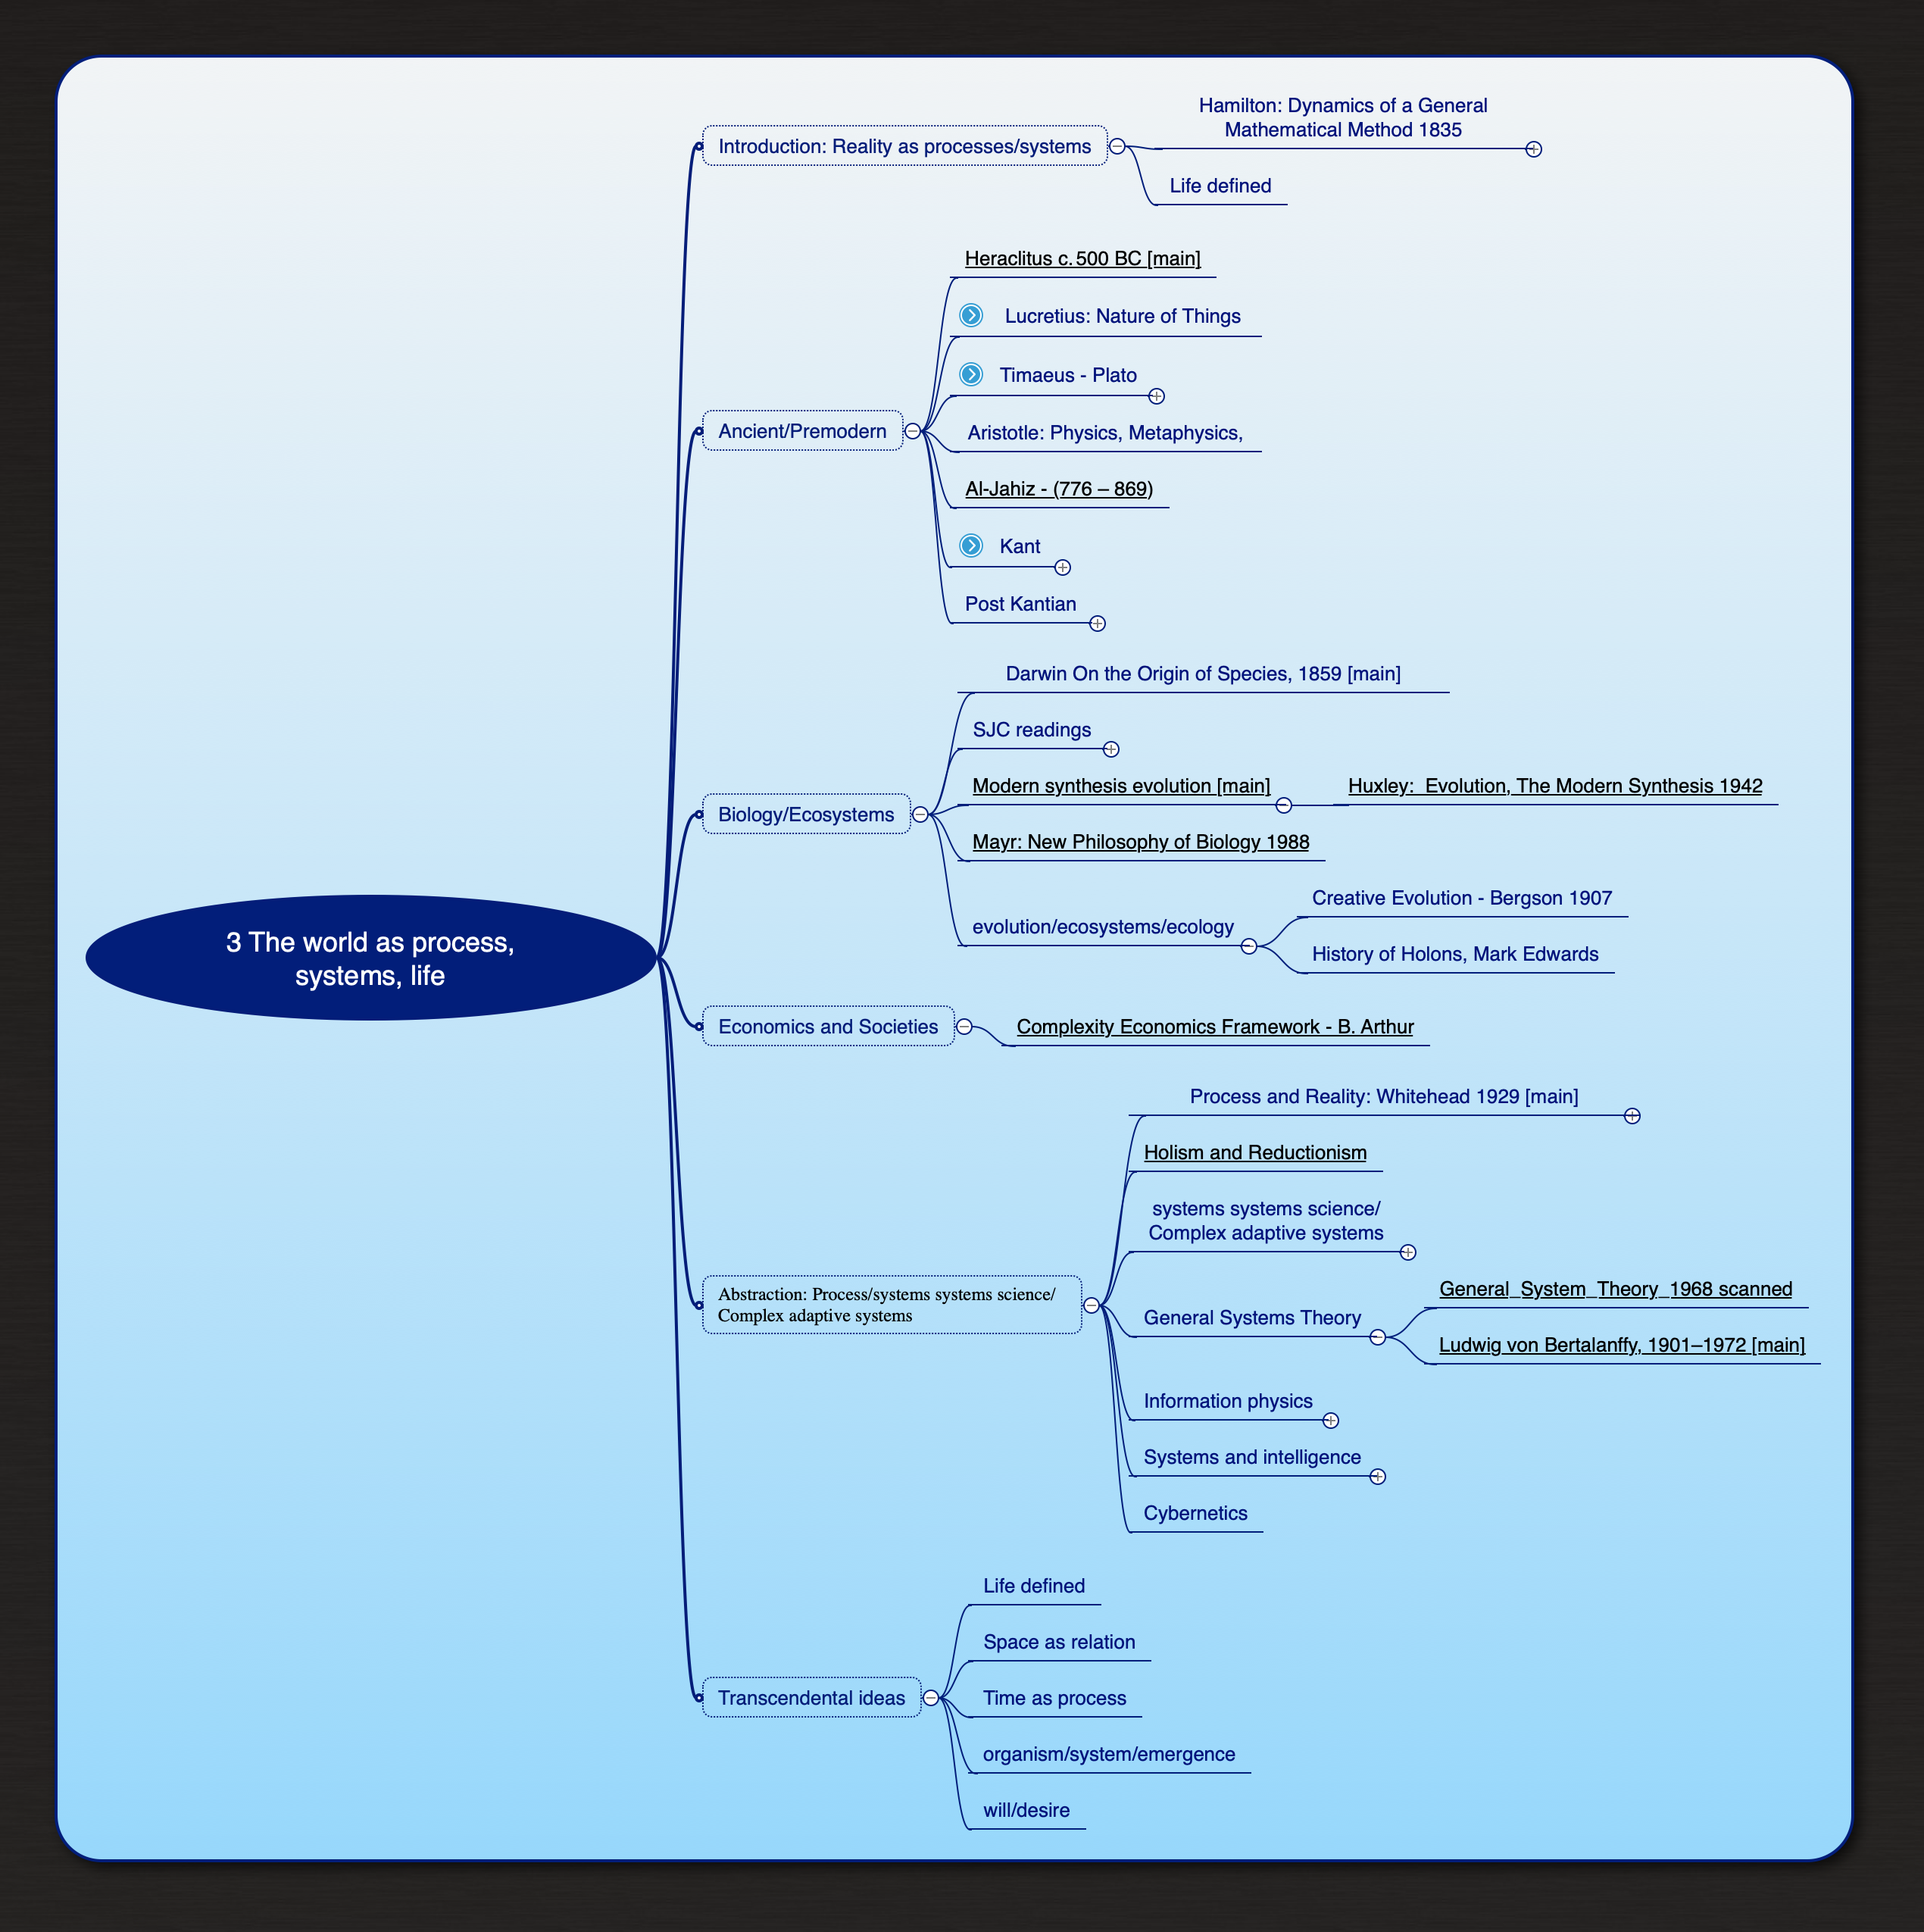 Hamilton: Dynamics of a General
Mathematical Method 1835
Introduction: Reality as processes/systems
Life defined
Heraclitus c. 500 BC [main]
Lucretius: Nature of Things
Timaeus - Plato
Ancient/Premodern
Aristotle: Physics, Metaphysics,
Al-Jahiz - (776 – 869)
Kant
Post Kantian
Darwin On the Origin of Species, 1859 [main]
SJC readings
Modern synthesis evolution [main]
Huxley:  Evolution, The Modern Synthesis 1942
Biology/Ecosystems
Mayr: New Philosophy of Biology 1988
evolution/ecosystems/ecology
Creative Evolution - Bergson 1907
History of Holons, Mark Edwards
3 The world as process,
systems, life
Economics and Societies
Complexity Economics Framework - B. Arthur
Process and Reality: Whitehead 1929 [main]
Holism and Reductionism
systems systems science/
Complex adaptive systems
Abstraction: Process/systems systems science/
Complex adaptive systems
General Systems Theory
General_System_Theory_1968 scanned
Ludwig von Bertalanffy, 1901–1972 [main]
Information physics
Systems and intelligence
Cybernetics
Transcendental ideas
Life defined
Space as relation
Time as process
organism/system/emergence
will/desire